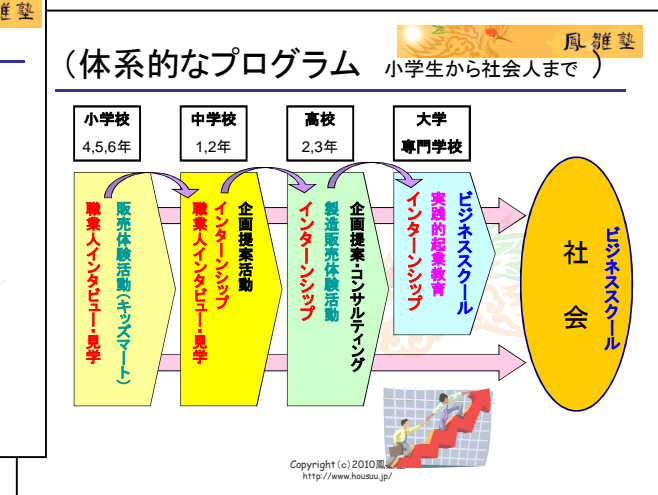 隹塾
鳳雛塾
(体系的なプログラム 小学生から社会人まで)
小学校
4,5,6年
中学校
1,2年
高校
2,3年
大学
専門学校
販売体験活動(キッズマート)
職業人インタビュー・見学
企画提案活動
インターンシップ
職業人インタビュー・見学
企画提案・コンサルティング
製造販売体験活動
インターンシップ
ビジネススクール
実践的起業教育
インターンシップ
ビジネススクール
社会
Copyright (c) 2010鳳
http://www.housuu.jp/